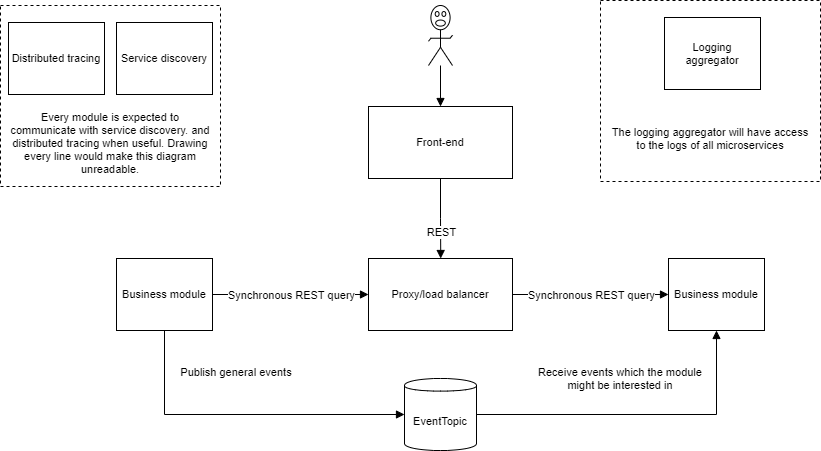 Distributed tracing
Service discovery
Every module is expected to
communicate with service discovery. and
distributed tracing when useful. Drawing
every line would make this diagram
unreadable.
Logging
aggregator
The logging aggregator will have access
to the logs of all microservices
Front-end
REST
Business module
Synchronous REST query
Proxy/load balancer
Synchronous REST query
Business module
Publish general events
Receive events which the module
might be interested in
EventTopic